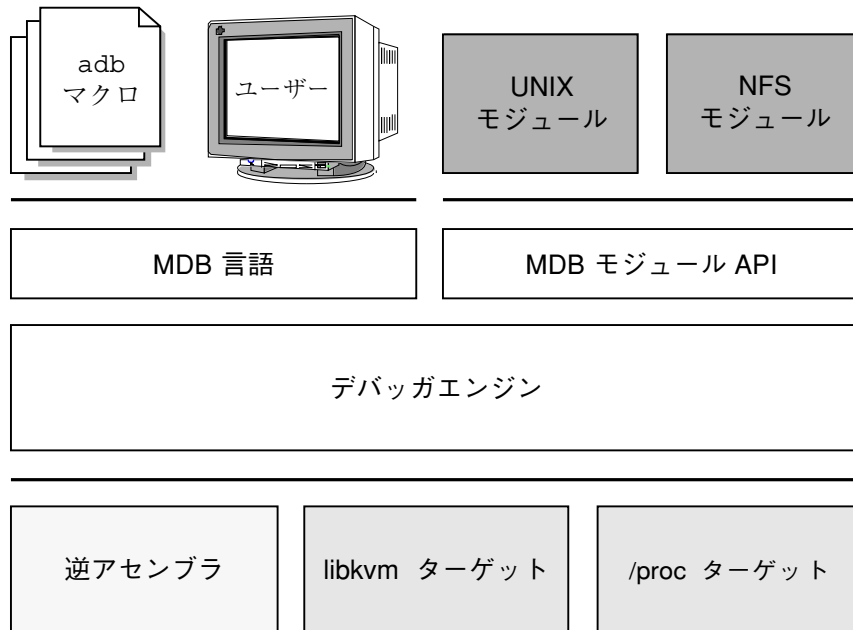 adb
マクロ
ユーザー
UNIX
モジュール
NFS
モジュール
MDB 言語
MDB モジュール API
デバッガエンジン
逆アセンブラ
libkvm ターゲット
/proc ターゲット